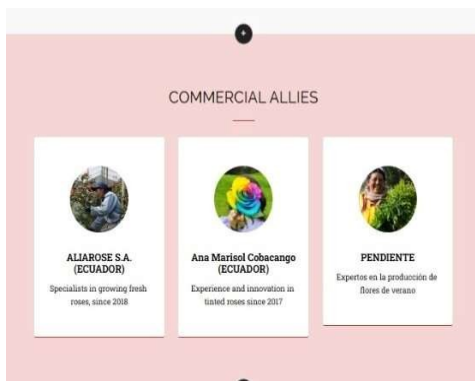 COMMERCIAL ALLIES
ALIAROSE S.A.
(ECUADOR)
Specialists in growing fresh
roses, since 2018
Ana Marisol Cobacango
(ECUADOR)
Experience and innovation in
tinted roses since 2017
PENDIENTE
Expertos en la producción de
flores de verano